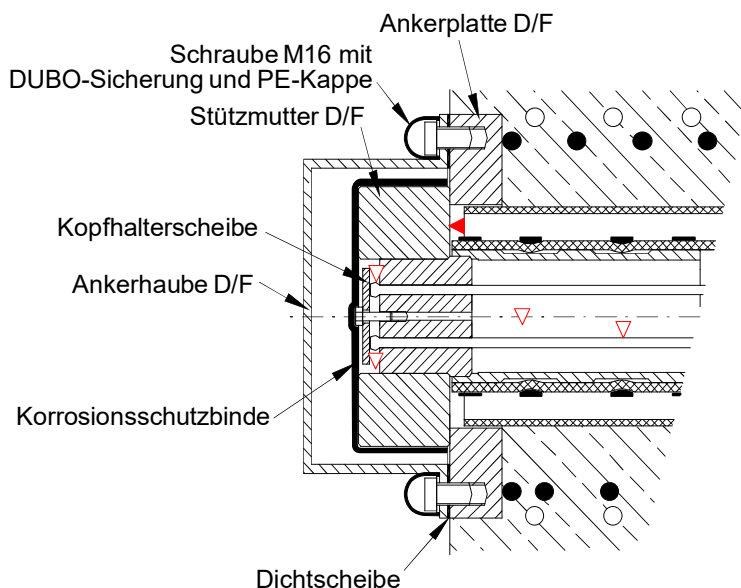 Ankerplatte D/F
Schraube M16 mit
DUBO-Sicherung und PE-Kappe
Stützmutter D/F
Kopfhalterscheibe
Ankerhaube D/F
Korrosionsschutzbinde
Dichtscheibe